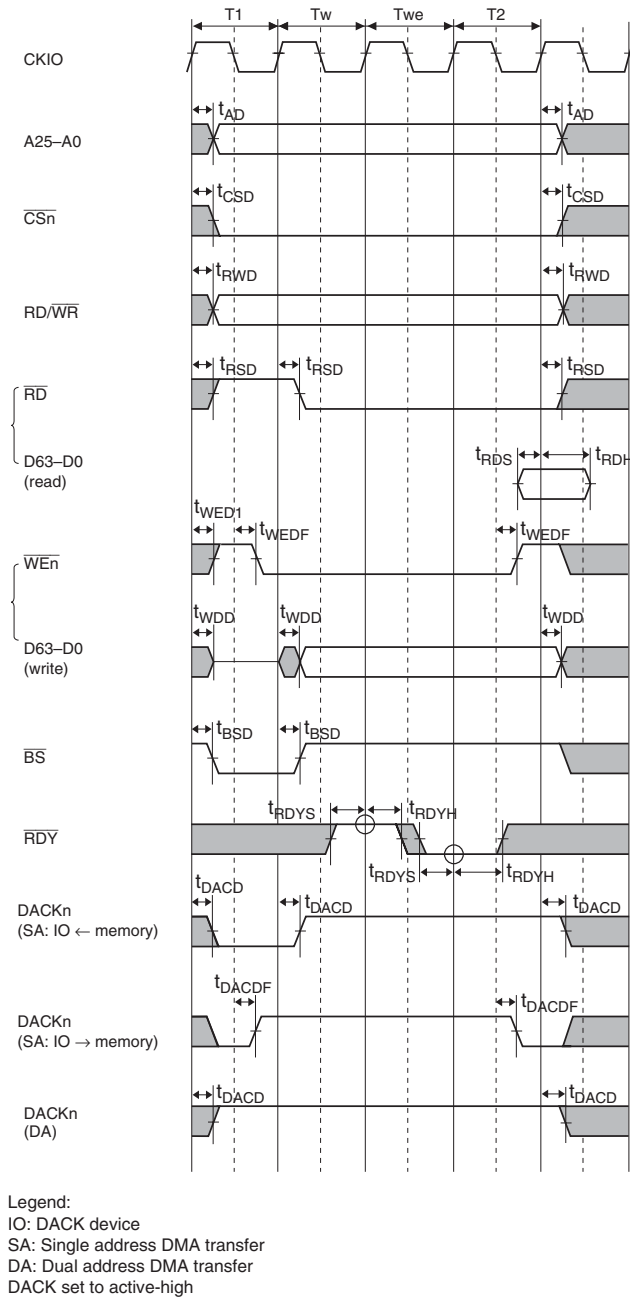 T1 Tw Twe T2
CKIO
tAD tAD
A25–A0
tCSD tCSD
CSn
tRWD tRWD
RD/WR
tRSD tRSD tRSD
RD
tRDS tRDH
D63–D0
(read)
tWED1
tWEDF tWEDF
WEn
tWDD tWDD tWDD
D63–D0
(write)
tBSD tBSD
BS
tRDYS tRDYH
RDY
tRDYS tRDYH
tDACD
DACKn tDACD tDACD
(SA: IO ← memory)
tDACDF tDACDF
DACKn
(SA: IO → memory)
tDACD tDACD
DACKn
(DA)
Legend:
IO: DACK device
SA: Single address DMA transfer
DA: Dual address DMA transfer
DACK set to active-high